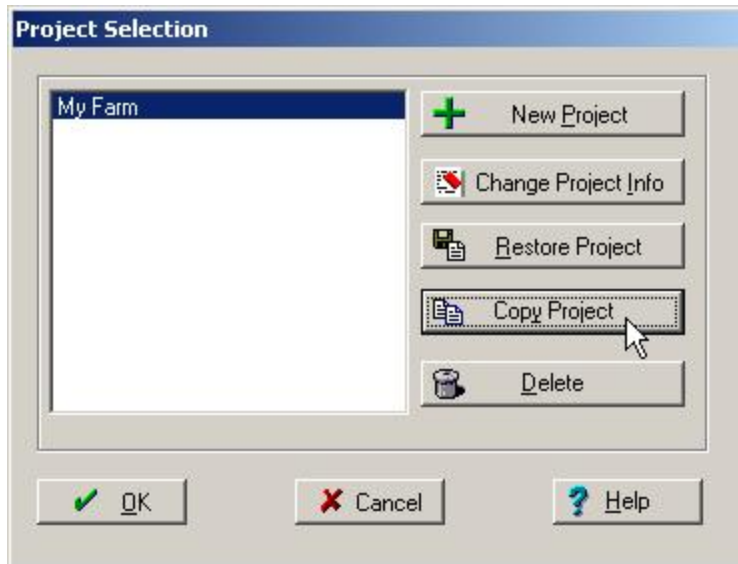 Project Selection
My Farm
New Project
Change Project Info
Restore Project
Copy Project
Delete
OK
Cancel
Help